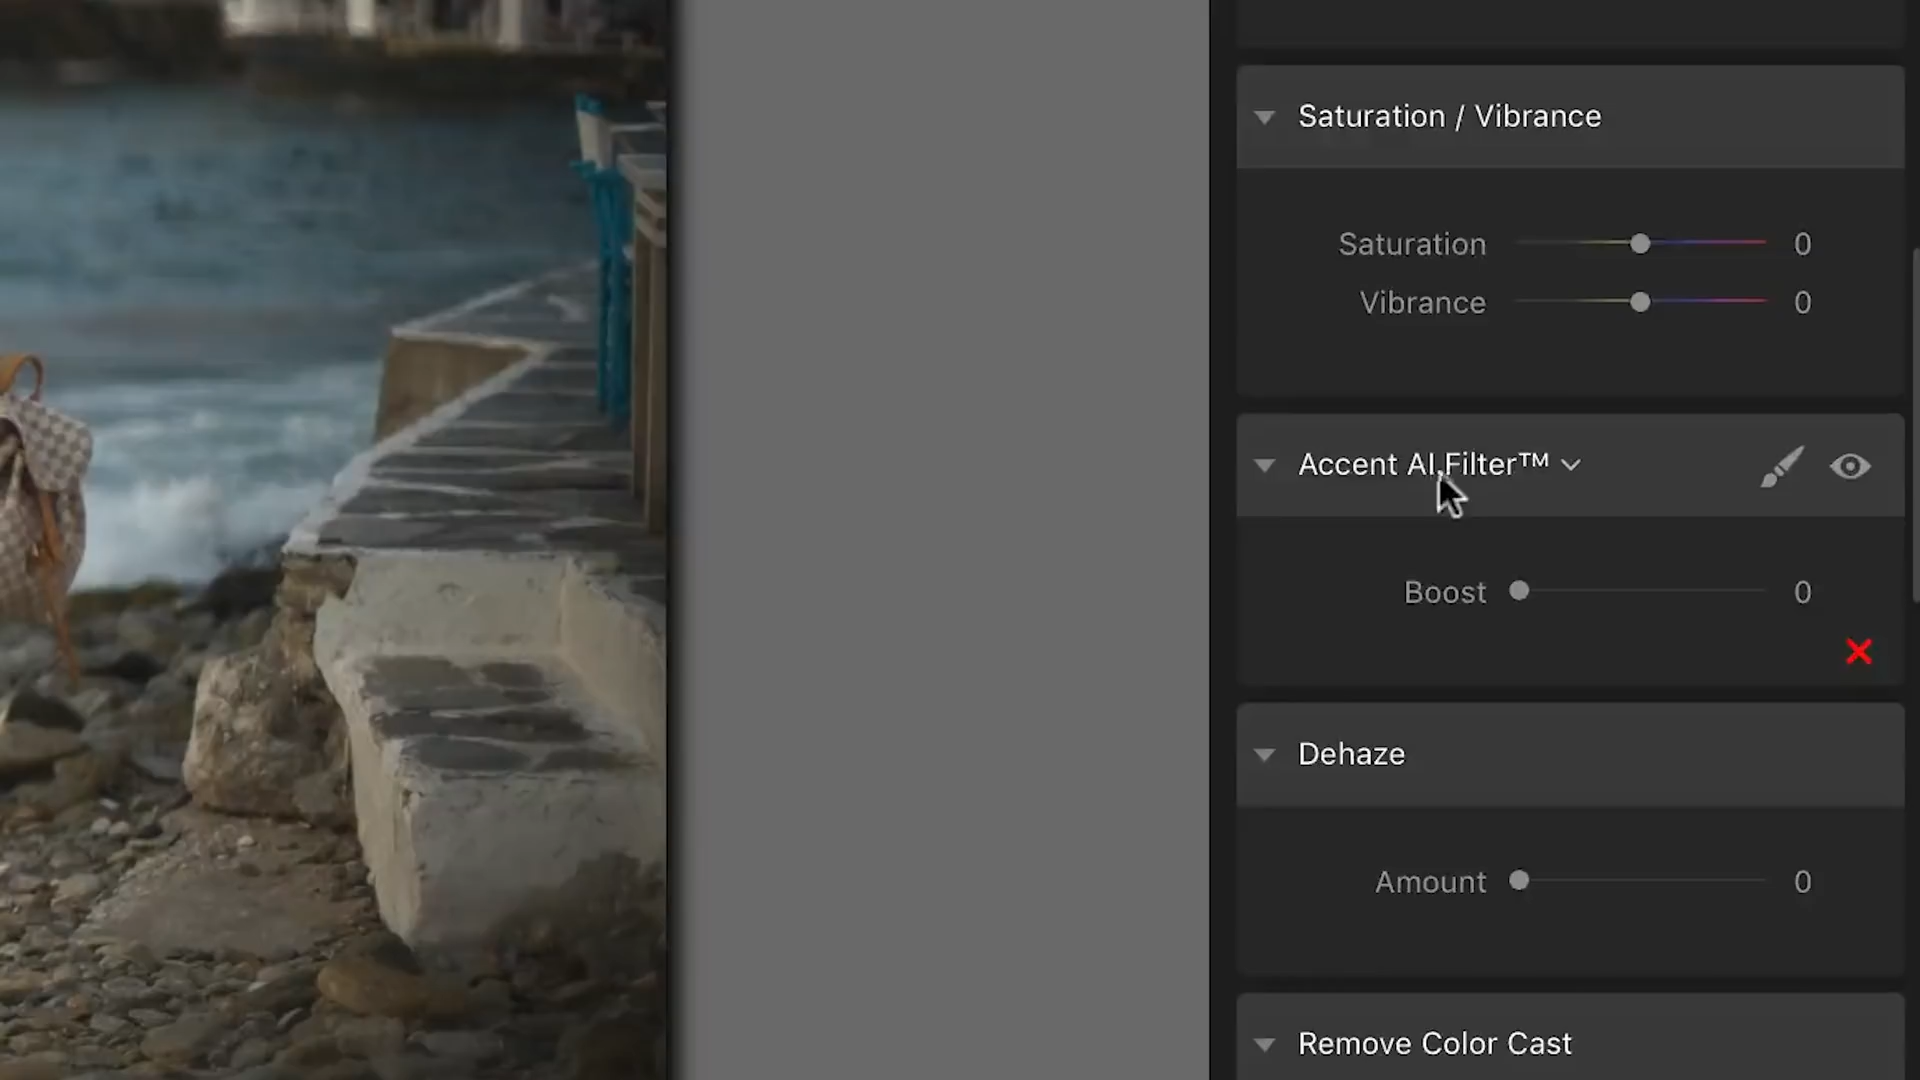 Saturation / Vibrance
Saturation 0
Vibrance 0
Accent AI Filter™
Boost 0
Dehaze
Amount 0
Remove Color Cast